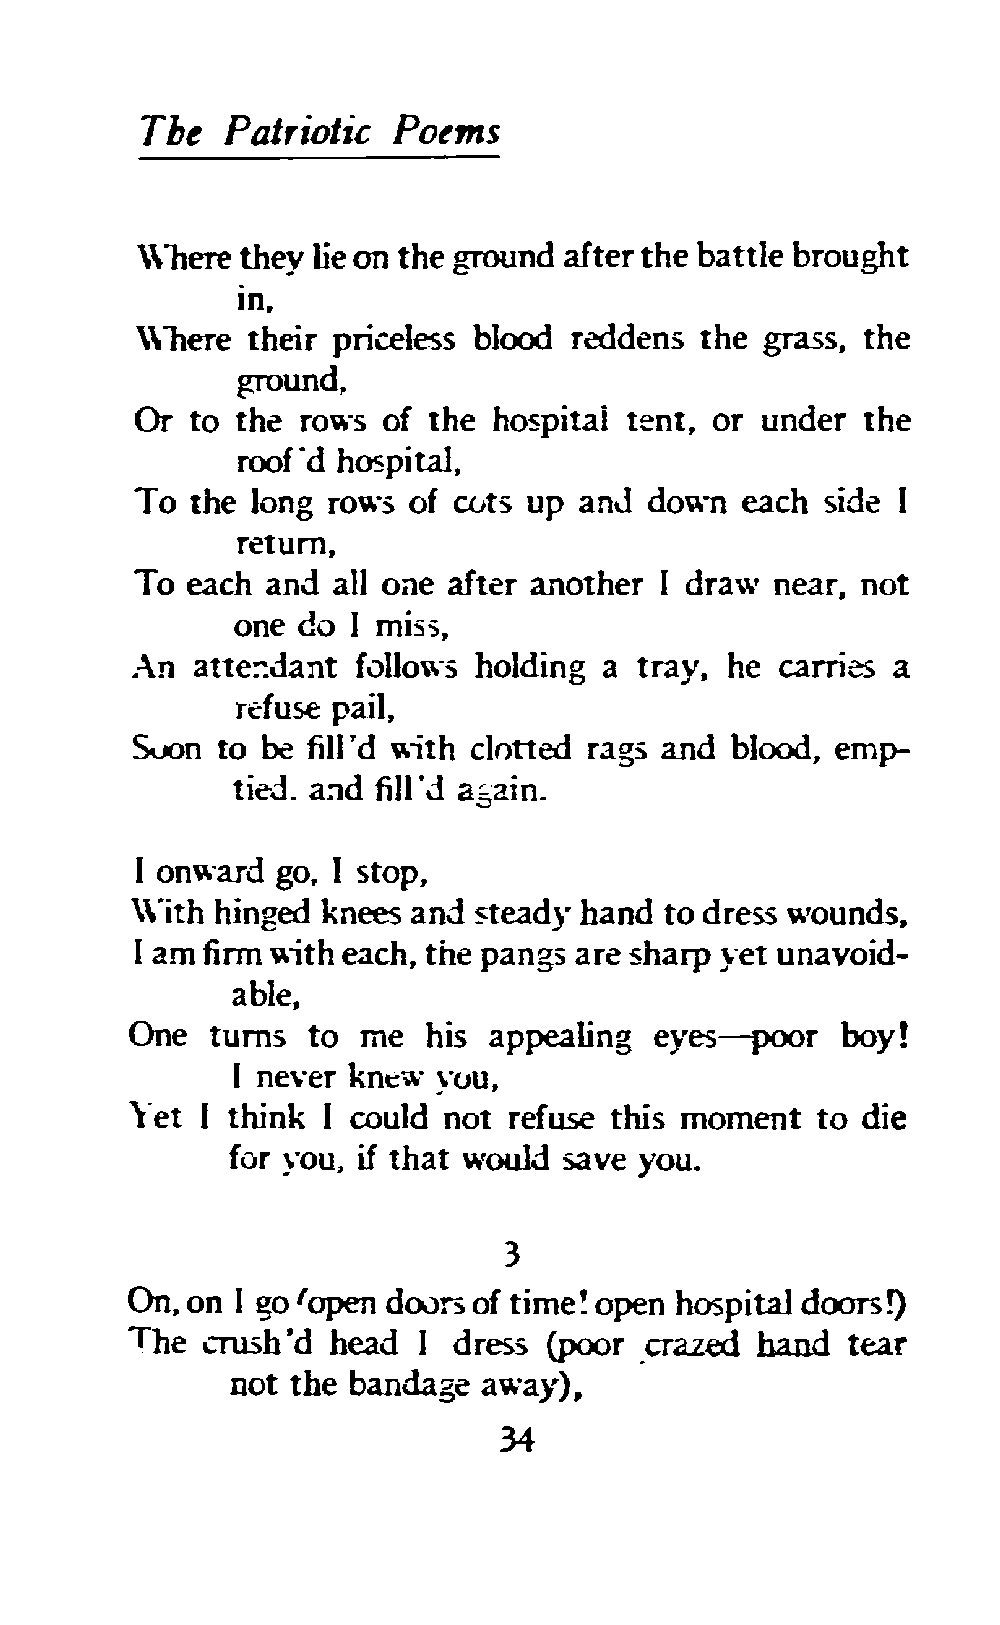 The Patriotic Poems
Where they lie on the ground after the battle brought
in,
Where their priceless blood reddens the grass, the
ground,
Or to the rows of the hospital tent, or under the
roof'd hospital,
To the long rows of cots up and down each side I
return,
To each and all one after another I draw near, not
one do I miss,
An attendant follows holding a tray, he carries a
refuse pail,
Soon to be fill'd with clotted rags and blood, emp-
tied. and fill'd again.
I onward go, I stop,
With hinged knees and steady hand to dress wounds,
I am firm with each, the pangs are sharp yet unavoid-
able,
One turns to me his appealing eyes—poor boy!
I never knew you,
Yet I think I could not refuse this moment to die
for you, if that would save you.
3
On, on I go (open doors of time! open hospital doors!)
The crush'd head I dress (poor crazed hand tear
not the bandage away),
34